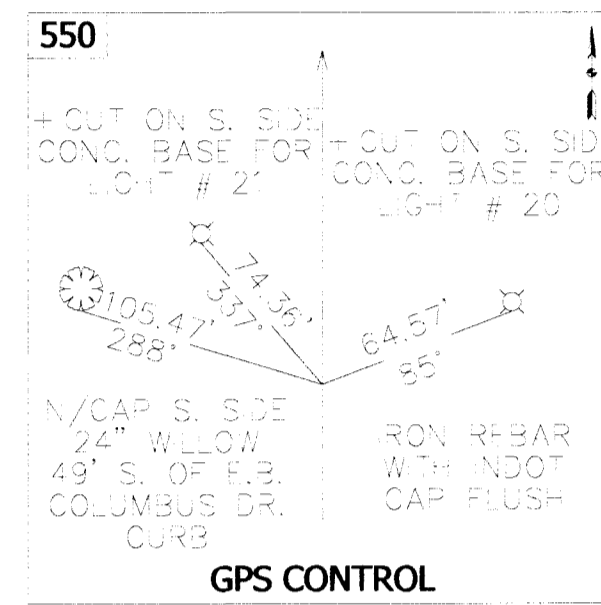 550
+ CUT ON S. SIDE
CONC. BASE FOR
LIGHT # 21
+ CUT ON S. SID
CONC. BASE FOR
LIGHT # 20
74.36'
337°
105.47'
288°
64.57'
85°
N/CAP S. SIDE
24" WILLOW
49' S. OF E.B.
COLUMBUS DR.
CURB
IRON REBAR
WITH INDOT
CAP FLUSH
GPS CONTROL